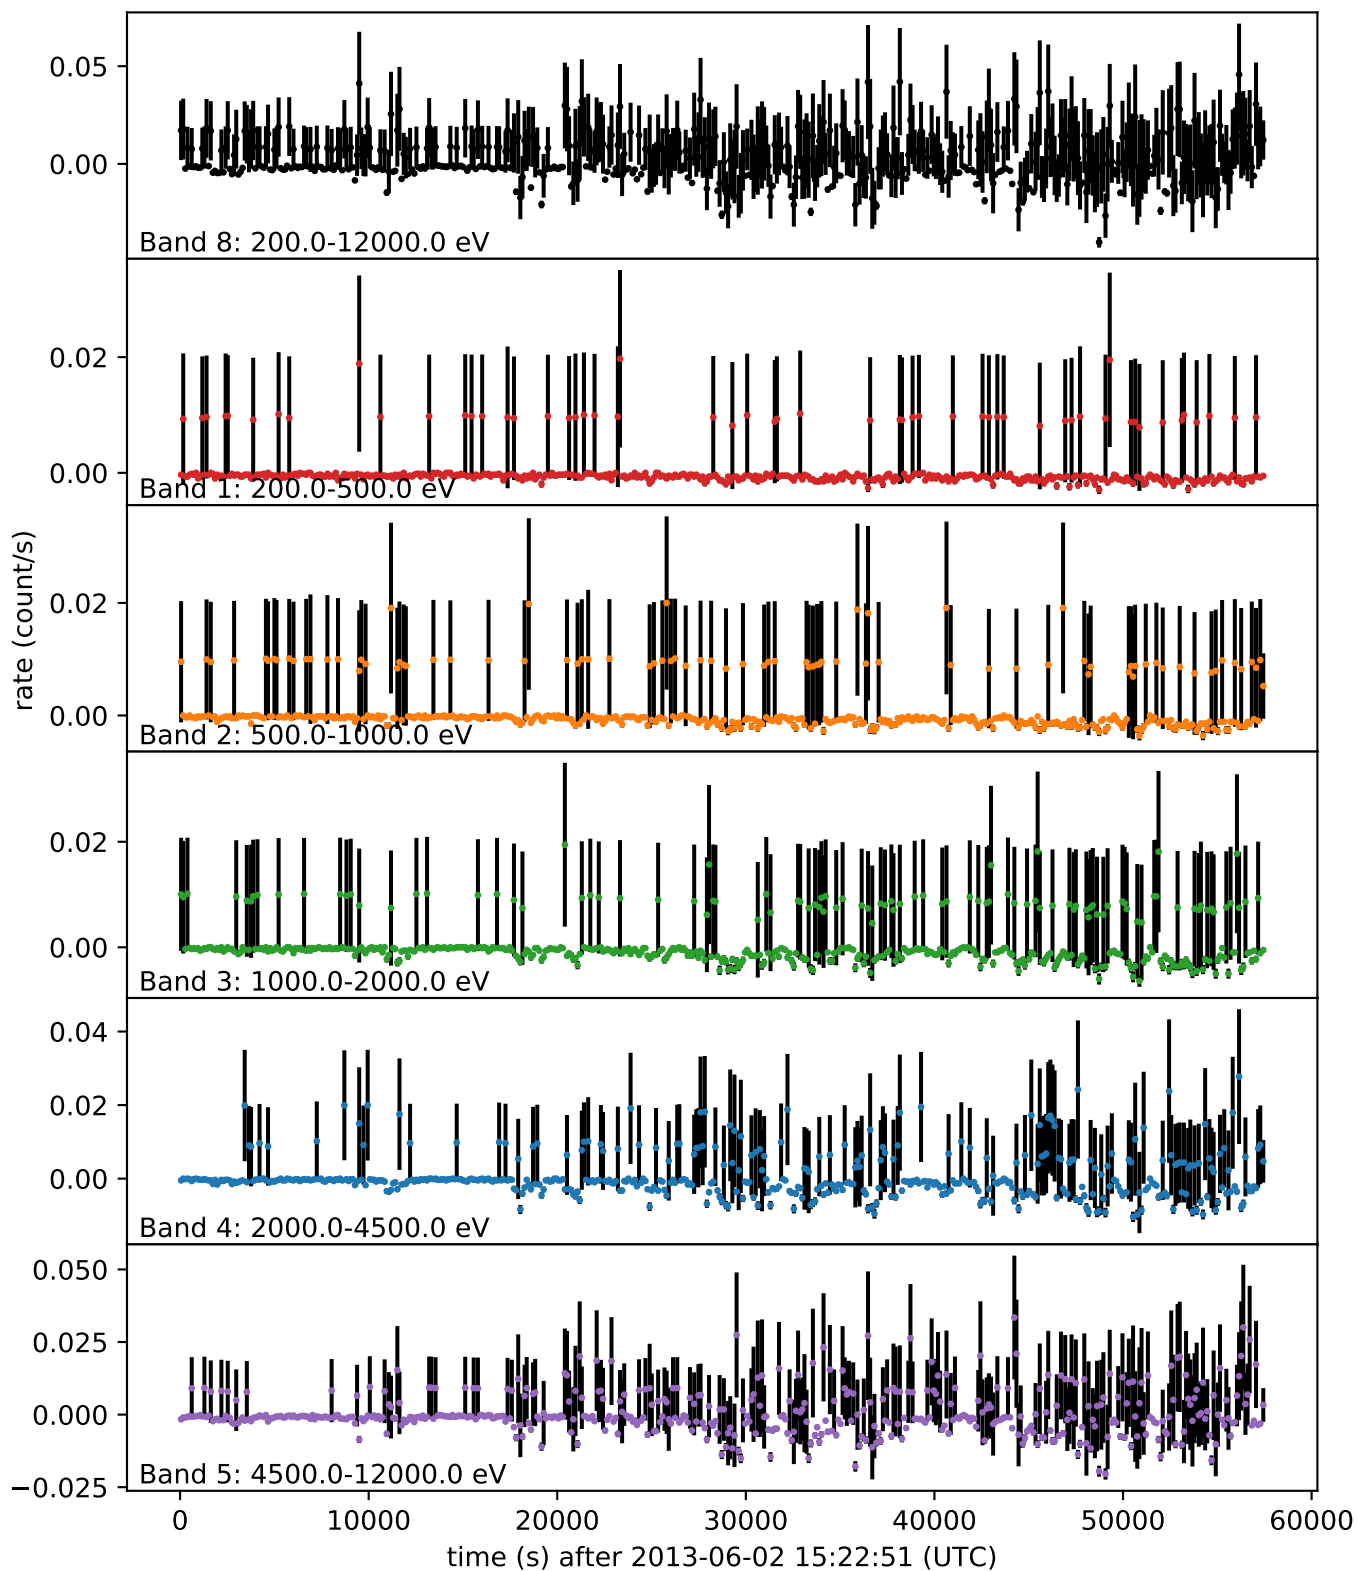 0.05
0.00
Band 8: 200.0-12000.0 eV
0.02
0.00
Band 1: 200.0-500.0 eV
rate (count/s)
0.02
0.00
Band 2: 500.0-1000.0 eV
0.02
0.00
Band 3: 1000.0-2000.0 eV
0.04
0.02
0.00
Band 4: 2000.0-4500.0 eV
0.050
0.025
0.000
−0.025
Band 5: 4500.0-12000.0 eV
0 10000 20000 30000 40000 50000 60000
time (s) after 2013-06-02 15:22:51 (UTC)